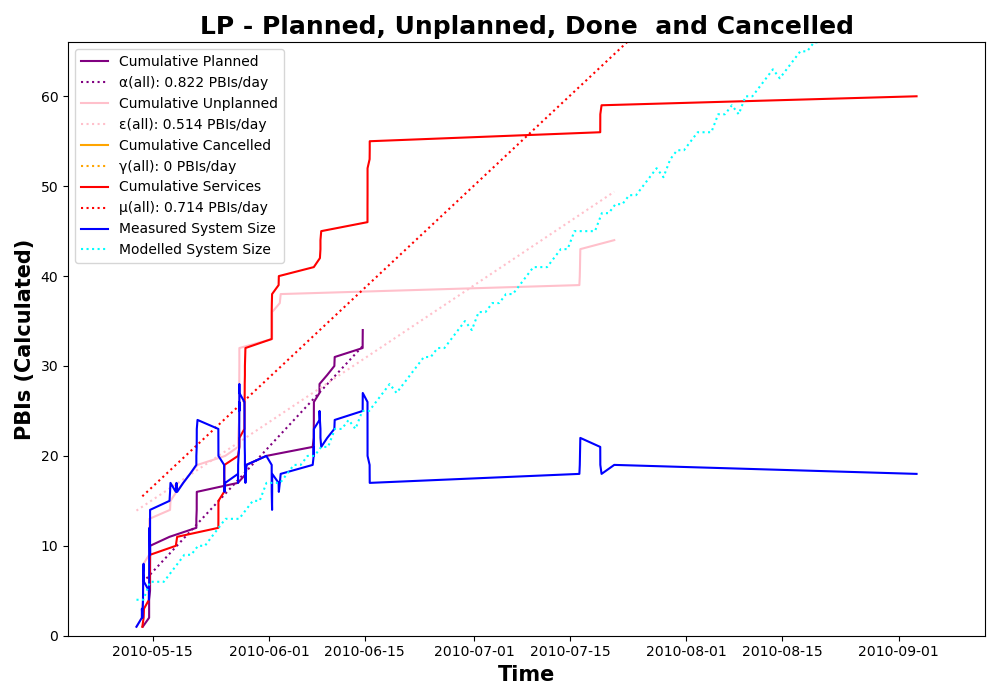 LP - Planned, Unplanned, Done  and Cancelled
Cumulative Planned
α(all): 0.822 PBIs/day
Cumulative Unplanned
ε(all): 0.514 PBIs/day
Cumulative Cancelled
γ(all): 0 PBIs/day
Cumulative Services
μ(all): 0.714 PBIs/day
Measured System Size
Modelled System Size
PBIs (Calculated)
60
50
40
30
20
10
0
2010-05-15 2010-06-01 2010-06-15 2010-07-01 2010-07-15 2010-08-01 2010-08-15 2010-09-01
Time